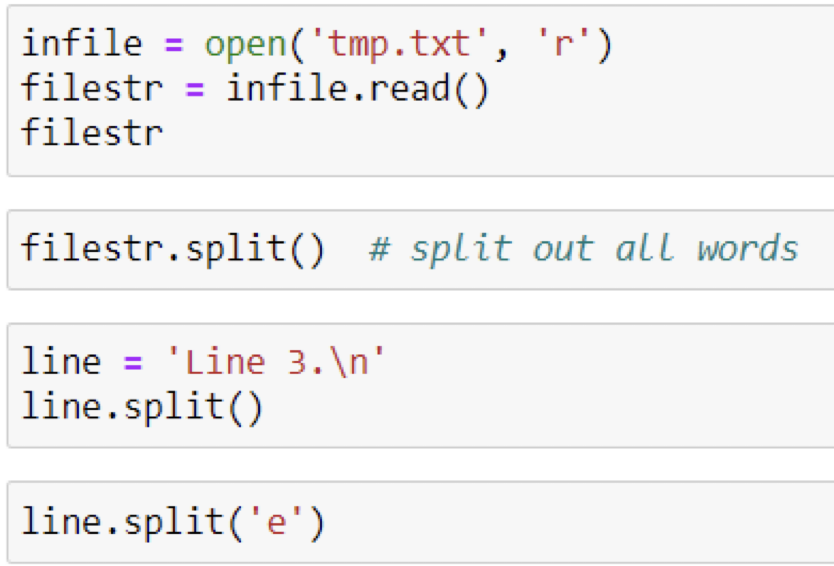 infile = open('tmp.txt', 'r')
filestr = infile.read()
filestr
filestr.split()  # split out all words
line = 'Line 3.\n'
line.split()
line.split('e')